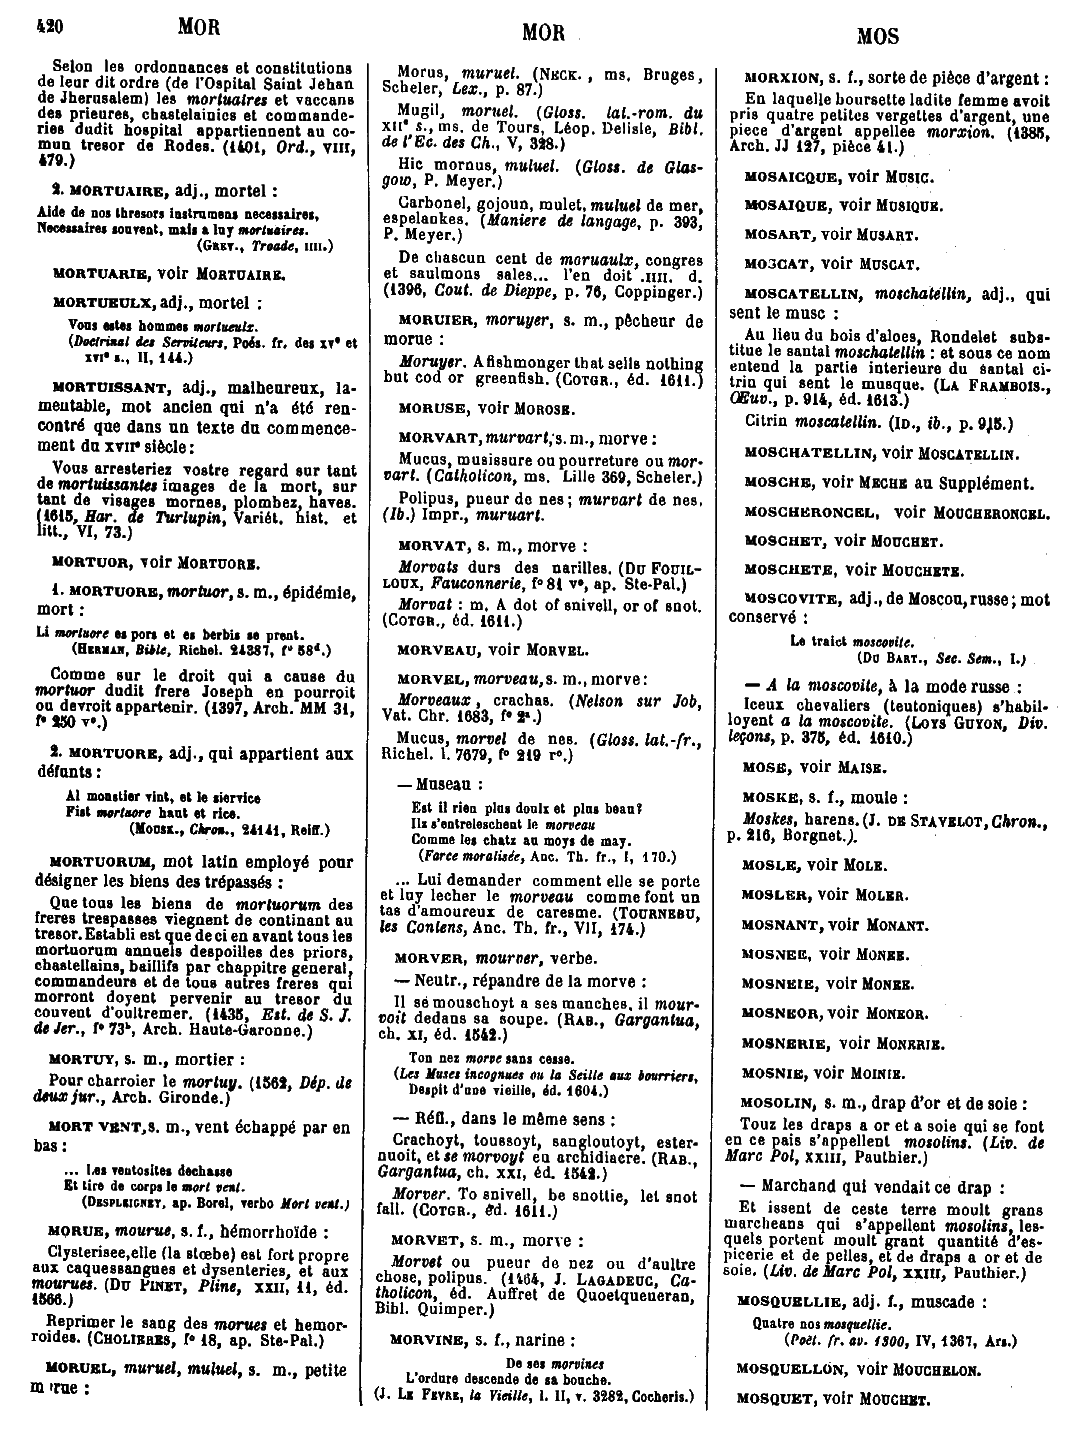 420 MOR MOR MOS
Selon les ordonnances et constitutions
de leur dit ordre (de l'Ospital Saint Jehan
de Jherusalem) les mortuaires et vaccans
des prieures, chastelainies et commande-
ries dudit hospital appartiennent au co-
mun tresor de Rodes. (1401, Ord., VIII,
479.)
2. MORTUAIRE, adj., mortel :
Aide de nos thresors instrumens necessaires,
Necessaires souvent, mais a luy mortuaires.
(GREV., Troade, IIII.)
MORTUARIE, voir MORTUAIRE.
MORTUEULX, adj., mortel :
Vous estes hommes mortueulx.
(Doctrinal des Serviteurs, Poés. fr. des XVe et
XVIe s., II, 144.)
MORTUISSANT, adj., malheureux, la-
mentable, mot ancien qui n'a été ren-
contré que dans un texte du commence-
ment du XVIIe siècle :
Vous arresteriez vostre regard sur tant
de mortuissantes images de la mort, sur
tant de visages mornes, plombez, haves.
(1615, Har. de Turlupin, Variét. hist. et
litt., VI, 73.)
MORTUOR, voir MORTUORE.
1. MORTUORE, mortuor, s. m., épidémie,
mort :
Li mortuore es pors et es berbis se prent.
(HERMAN, Bible, Richel. 24387, f° 58d.)
Comme sur le droit qui a cause du
mortuor dudit frere Joseph en pourroit
ou devroit appartenir. (1397, Arch. MM 31,
f° 250 v°.)
2. MORTUORE, adj., qui appartient aux
défunts :
Al monstier vint, et le siervice
Fist mortuore haut et rice.
(MOUSK., Chron., 24141, Reiff.)
MORTUORUM, mot latin employé pour
désigner les biens des trépassés :
Que tous les biens de mortuorum des
freres trespasses viegnent de continant au
tresor. Establi est que de ci en avant tous les
mortuorum annuels despoilles des priors,
chastellains, baillifs par chappitre general,
commandeurs et de tous autres freres qui
morront doyent pervenir au tresor du
couvent d'oultremer. (1435, Est. de S. J.
de Jer., f° 73b, Arch. Haute-Garonne.)
MORTUY, s. m., mortier :
Pour charroier le mortuy. (1562, Dép. de
deux jur., Arch. Gironde.)
MORT VENT, s. m., vent échappé par en
bas :
... Les ventosites dechasse
Et tire de corps le mort vent.
(DESPLEIGNEY, ap. Borel, verbo Mort vent.)
MORUE, mourue, s. f., hémorrhoïde :
Clysterisee, elle (la stœbe) est fort propre
aux caquessangues et dysenteries, et aux
mourues. (DU PINET, Pline, XXII, 11, éd.
1566.)
Reprimer le sang des morues et hemor-
roides. (CHOLIERES, f° 18, ap. Ste-Pal.)
MORUEL, muruel, muluel, s. m., petite
morue :
Morus, muruel. (NECK., ms. Bruges,
Scheler, Lex., p. 87.)
Mugil, moruel. (Gloss. lat.-rom. du
XIIe s., ms. de Tours, Léop. Delisle, Bibl.
de l'Ec. des Ch., V, 328.)
Hic mornus, muluel. (Gloss. de Glas-
gow, P. Meyer.)
Carbonel, gojoun, mulet, muluel de mer,
espelankes. (Maniere de langage, p. 393,
P. Meyer.)
De chascun cent de moruaulx, congres
et saulmons sales... l'en doit .IIII. d.
(1396, Cout. de Dieppe, p. 76, Coppinger.)
MORUIER, moruyer, s. m., pêcheur de
morue :
Moruyer. A fishmonger that sells nothing
but cod or greenfish. (COTGR., éd. 1611.)
MORUSE, voir MOROSE.
MORVART, murvart, s. m., morve :
Mucus, musissure ou pourreture ou mor-
vart. (Catholicon, ms. Lille 369, Scheler.)
Polipus, pueur de nes ; murvart de nes.
(Ib.) Impr., muruart.
MORVAT, s. m., morve :
Morvats durs des narilles. (DU FOUIL-
LOUX, Fauconnerie, f° 81 v°, ap. Ste-Pal.)
Morvat : m. A dot of snivell, or of snot.
(COTGR., éd. 1611.)
MORVEAU, voir MORVEL.
MORVEL, morveau, s. m., morve :
Morveaux, crachas. (Nelson sur Job,
Vat. Chr. 1683, f° 2a.)
Mucus, morvel de nes. (Gloss. lat.-fr.,
Richel. l. 7679, f° 219 r°.)
— Museau :
Est il rien plus doulx et plus beau?
Ilz s'entreleschent le morveau
Comme les chatz au moys de may.
(Farce moralisée, Anc. Th. fr., I, 170.)
... Lui demander comment elle se porte
et luy lecher le morveau comme font un
tas d'amoureux de caresme. (TOURNEBU,
les Contens, Anc. Th. fr., VII, 174.)
MORVER, mourver, verbe.
— Neutr., répandre de la morve :
Il se mouschoyt a ses manches, il mour-
voit dedans sa soupe. (RAB., Gargantua,
ch. XI, éd. 1542.)
Ton nez morve sans cesse.
(Les Muses incognues ou la Seille aux bourriers,
Despit d'une vieille, éd. 1604.)
— Réfl., dans le même sens :
Crachoyt, toussoyt, sangloutoyt, ester-
nuoit, et se morvoyt en archidiacre. (RAB.,
Gargantua, ch. XXI, éd. 1542.)
Morver. To snivell, be snottie, let snot
fall. (COTGR., éd. 1611.)
MORVET, s. m., morve :
Morvet ou pueur de nez ou d'aultre
chose, polipus. (1464, J. LAGADEUC, Ca-
tholicon, éd. Auffret de Quoetqueneran,
Bibl. Quimper.)
MORVINE, s. f., narine :
De ses morvines
L'ordure descende de sa bouche.
(J. LE FEVRE, la Vieille, l. II, v. 3282, Cocheris.)
MORXION, s. f., sorte de pièce d'argent :
En laquelle boursette ladite femme avoit
pris quatre petites vergettes d'argent, une
piece d'argent appellee morxion. (1385,
Arch. JJ 127, pièce 41.)
MOSAICQUE, voir MUSIC.
MOSAIQUE, voir MUSIQUE.
MOSART, voir MUSART.
MOSCAT, voir MUSCAT.
MOSCATELLIN, moschatellin, adj., qui
sent le musc :
Au lieu du bois d'aloes, Rondelet subs-
titue le santal moschatellin : et sous ce nom
entend la partie interieure du santal ci-
trin qui sent le musque. (LA FRAMBOIS.,
Œuv., p. 914, éd. 1613.)
Citrin moscatellin. (ID., ib., p. 915.)
MOSCHATELLIN, voir MOSCATELLIN.
MOSCHE, voir MECHE au Supplément.
MOSCHERONCEL, voir MOUCHERONCEL.
MOSCHET, voir MOUCHET.
MOSCHETE, voir MOUCHETE.
MOSCOVITE, adj., de Moscou, russe ; mot
conservé :
Le traict moscovite.
(DU BART., Sec. Sem., I.)
— A la moscovite, à la mode russe :
Iceux chevaliers (teutoniques) s'habil-
loyent a la moscovite. (LOYS GUYON, Div.
leçons, p. 375, éd. 1610.)
MOSE, voir MAISE.
MOSKE, s. f., moule :
Moskes, harens. (J. DE STAVELOT, Chron.,
p. 216, Borgnet.)
MOSLE, voir MOLE.
MOSLER, voir MOLER.
MOSNANT, voir MONANT.
MOSNEE, voir MONEE.
MOSNEIE, voir MONEE.
MOSNEOR, voir MONEOR.
MOSNERIE, voir MONERIE.
MOSNIE, voir MOINIE.
MOSOLIN, s. m., drap d'or et de soie :
Touz les draps a or et a soie qui se font
en ce pais s'appellent mosolins. (Liv. de
Marc Pol, XXIII, Pauthier.)
— Marchand qui vendait ce drap :
Et issent de ceste terre moult grans
marcheans qui s'appellent mosolins, les-
quels portent moult grant quantité d'es-
picerie et de pelles, et de draps a or et de
soie. (Liv. de Marc Pol, XXIII, Pauthier.)
MOSQUELLIE, adj. f., muscade :
Quatre nos mosquellie.
(Poët. fr. av. 1300, IV, 1367, Ars.)
MOSQUELLON, voir MOUCHELON.
MOSQUET, voir MOUCHET.